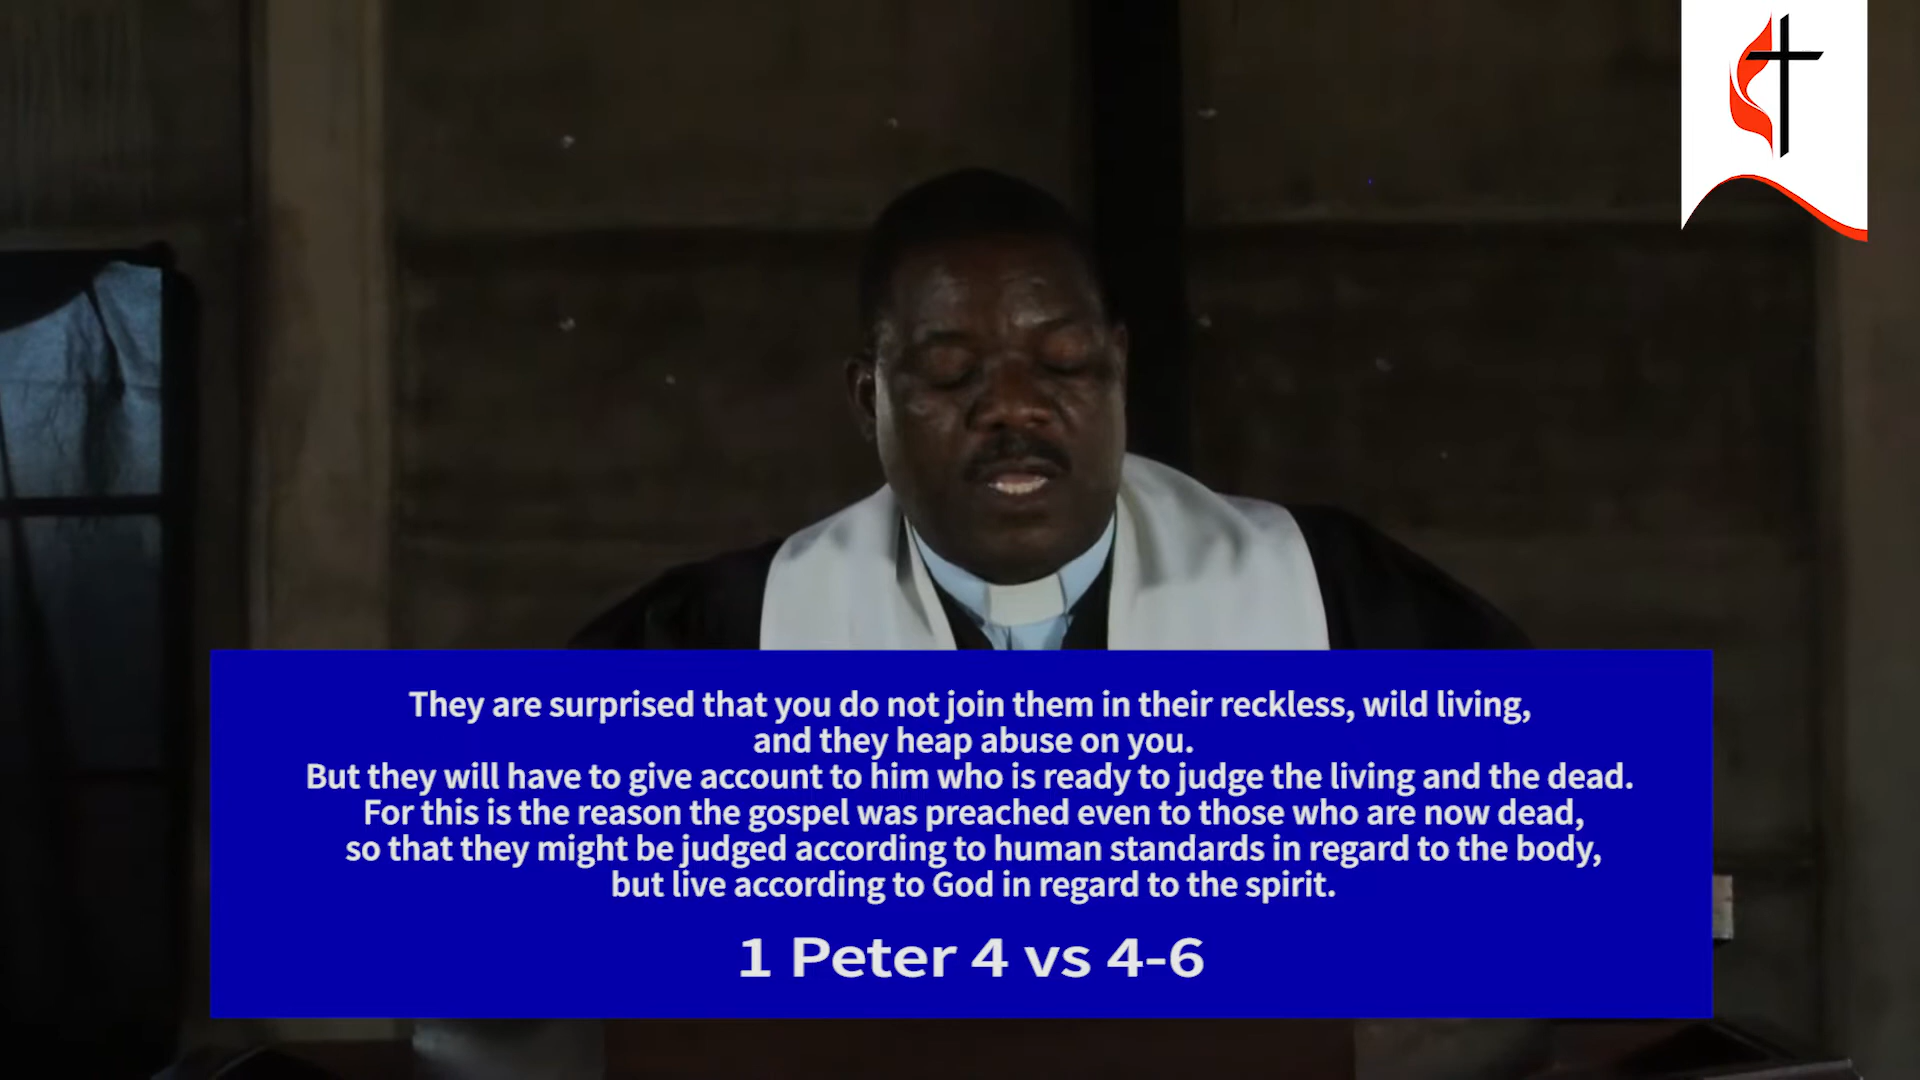 They are surprised that you do not join them in their reckless, wild living,
and they heap abuse on you.
But they will have to give account to him who is ready to judge the living and the dead.
For this is the reason the gospel was preached even to those who are now dead,
so that they might be judged according to human standards in regard to the body,
but live according to God in regard to the spirit.
1 Peter 4 vs 4-6